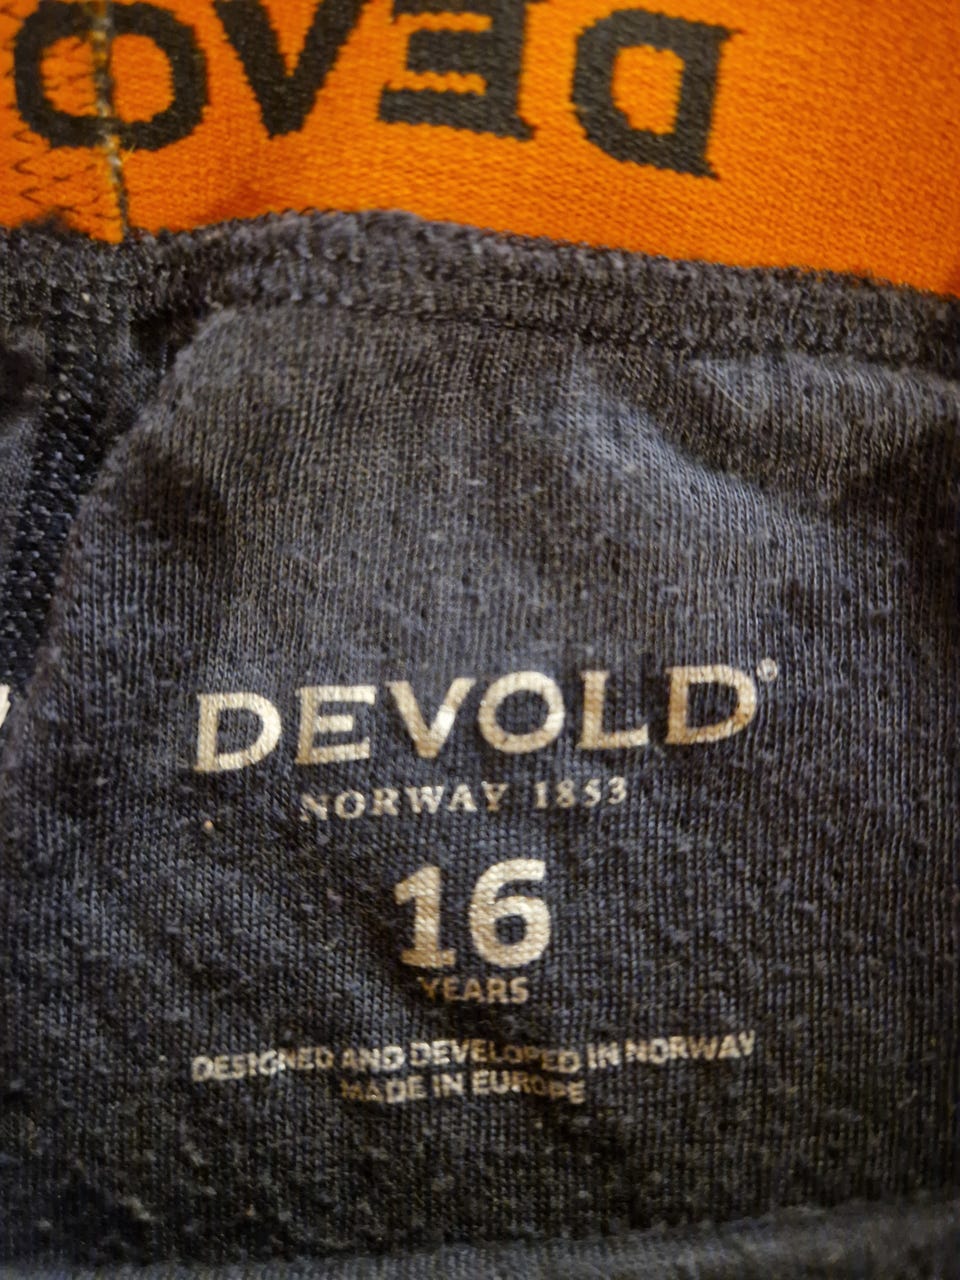 DEVO
DEVOLD®
NORWAY 1853
16
YEARS
DESIGNED AND DEVELOPED IN NORWAY
MADE IN EUROPE